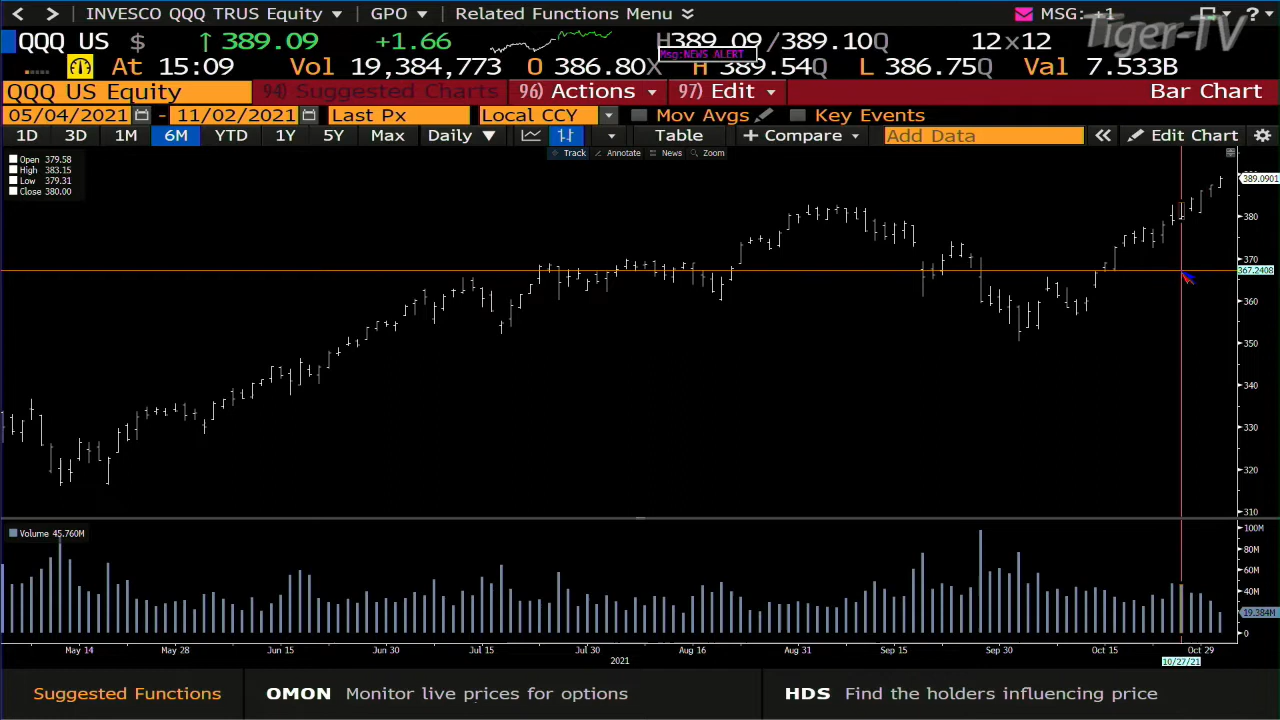 < > INVESCO QQQ TRUS Equity GPO Related Functions Menu MSG: +1 ?
Tiger-TV
QQQ US $ ↑ 389.09 +1.66 H389.09/389.10Q 12×12
Msg:NEWS ALERT
At 15:09 Vol 19,384,773 O 386.80X H 389.54Q L 386.75Q Val 7.533B
QQQ US Equity 94) Suggested Charts 96) Actions 97) Edit Bar Chart
05/04/2021 - 11/02/2021 Last Px Local CCY Mov Avgs Key Events
1D 3D 1M 6M YTD 1Y 5Y Max Daily ▼ Table + Compare Add Data « Edit Chart
Track Annotate News Zoom
Open 379.58
High 383.15
Low 379.31
Close 380.00
389.0901
380
370
367.2408
360
350
340
330
320
310
Volume 45.760M
100M
80M
60M
40M
19.384M
0
May 14 May 28 Jun 15 Jun 30 Jul 15 Jul 30 Aug 16 Aug 31 Sep 15 Sep 30 Oct 15 Oct 29
2021 10/27/21
Suggested Functions OMON Monitor live prices for options HDS Find the holders influencing price